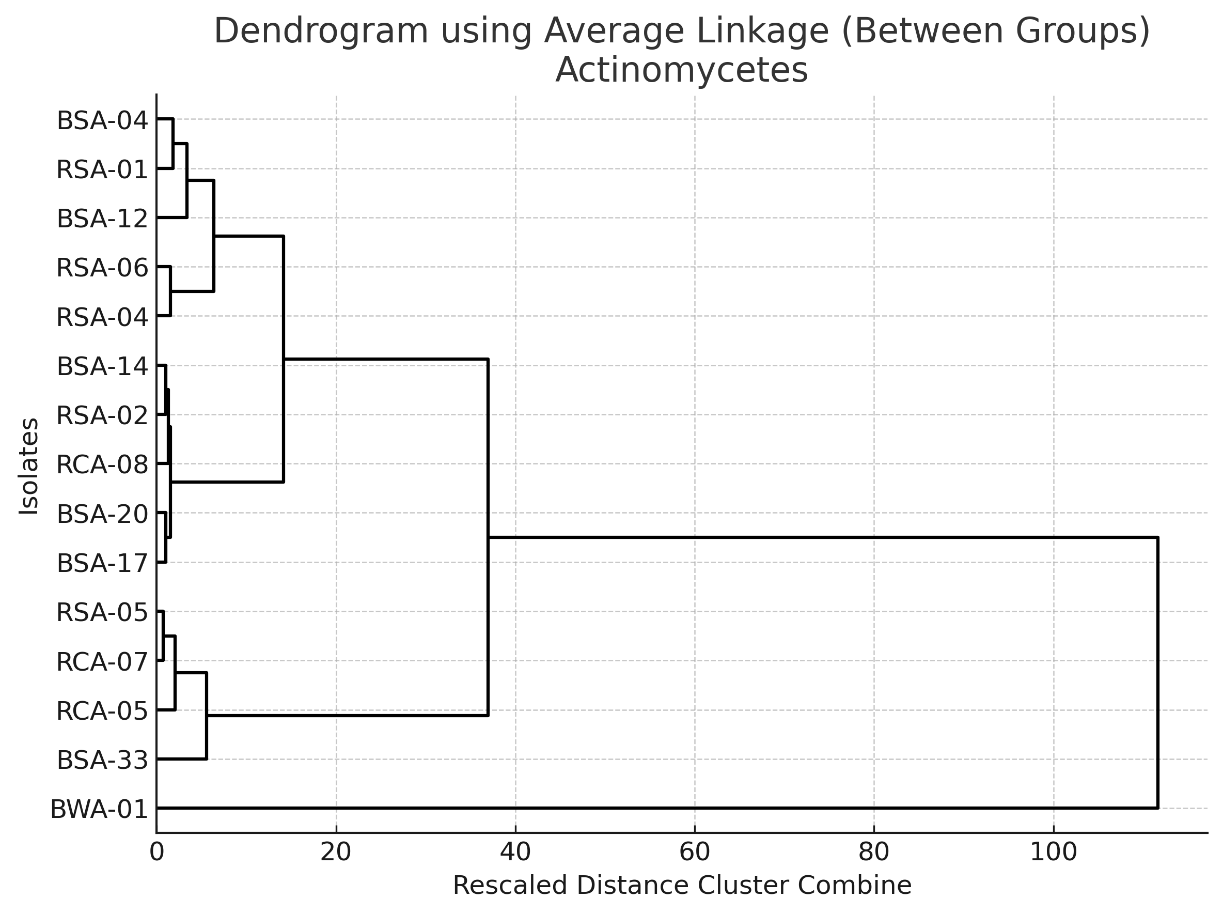 Dendrogram using Average Linkage (Between Groups)
Actinomycetes
BSA-04
RSA-01
BSA-12
RSA-06
RSA-04
BSA-14
RSA-02
RCA-08
BSA-20
BSA-17
RSA-05
RCA-07
RCA-05
BSA-33
BWA-01
Isolates
0 20 40 60 80 100
Rescaled Distance Cluster Combine